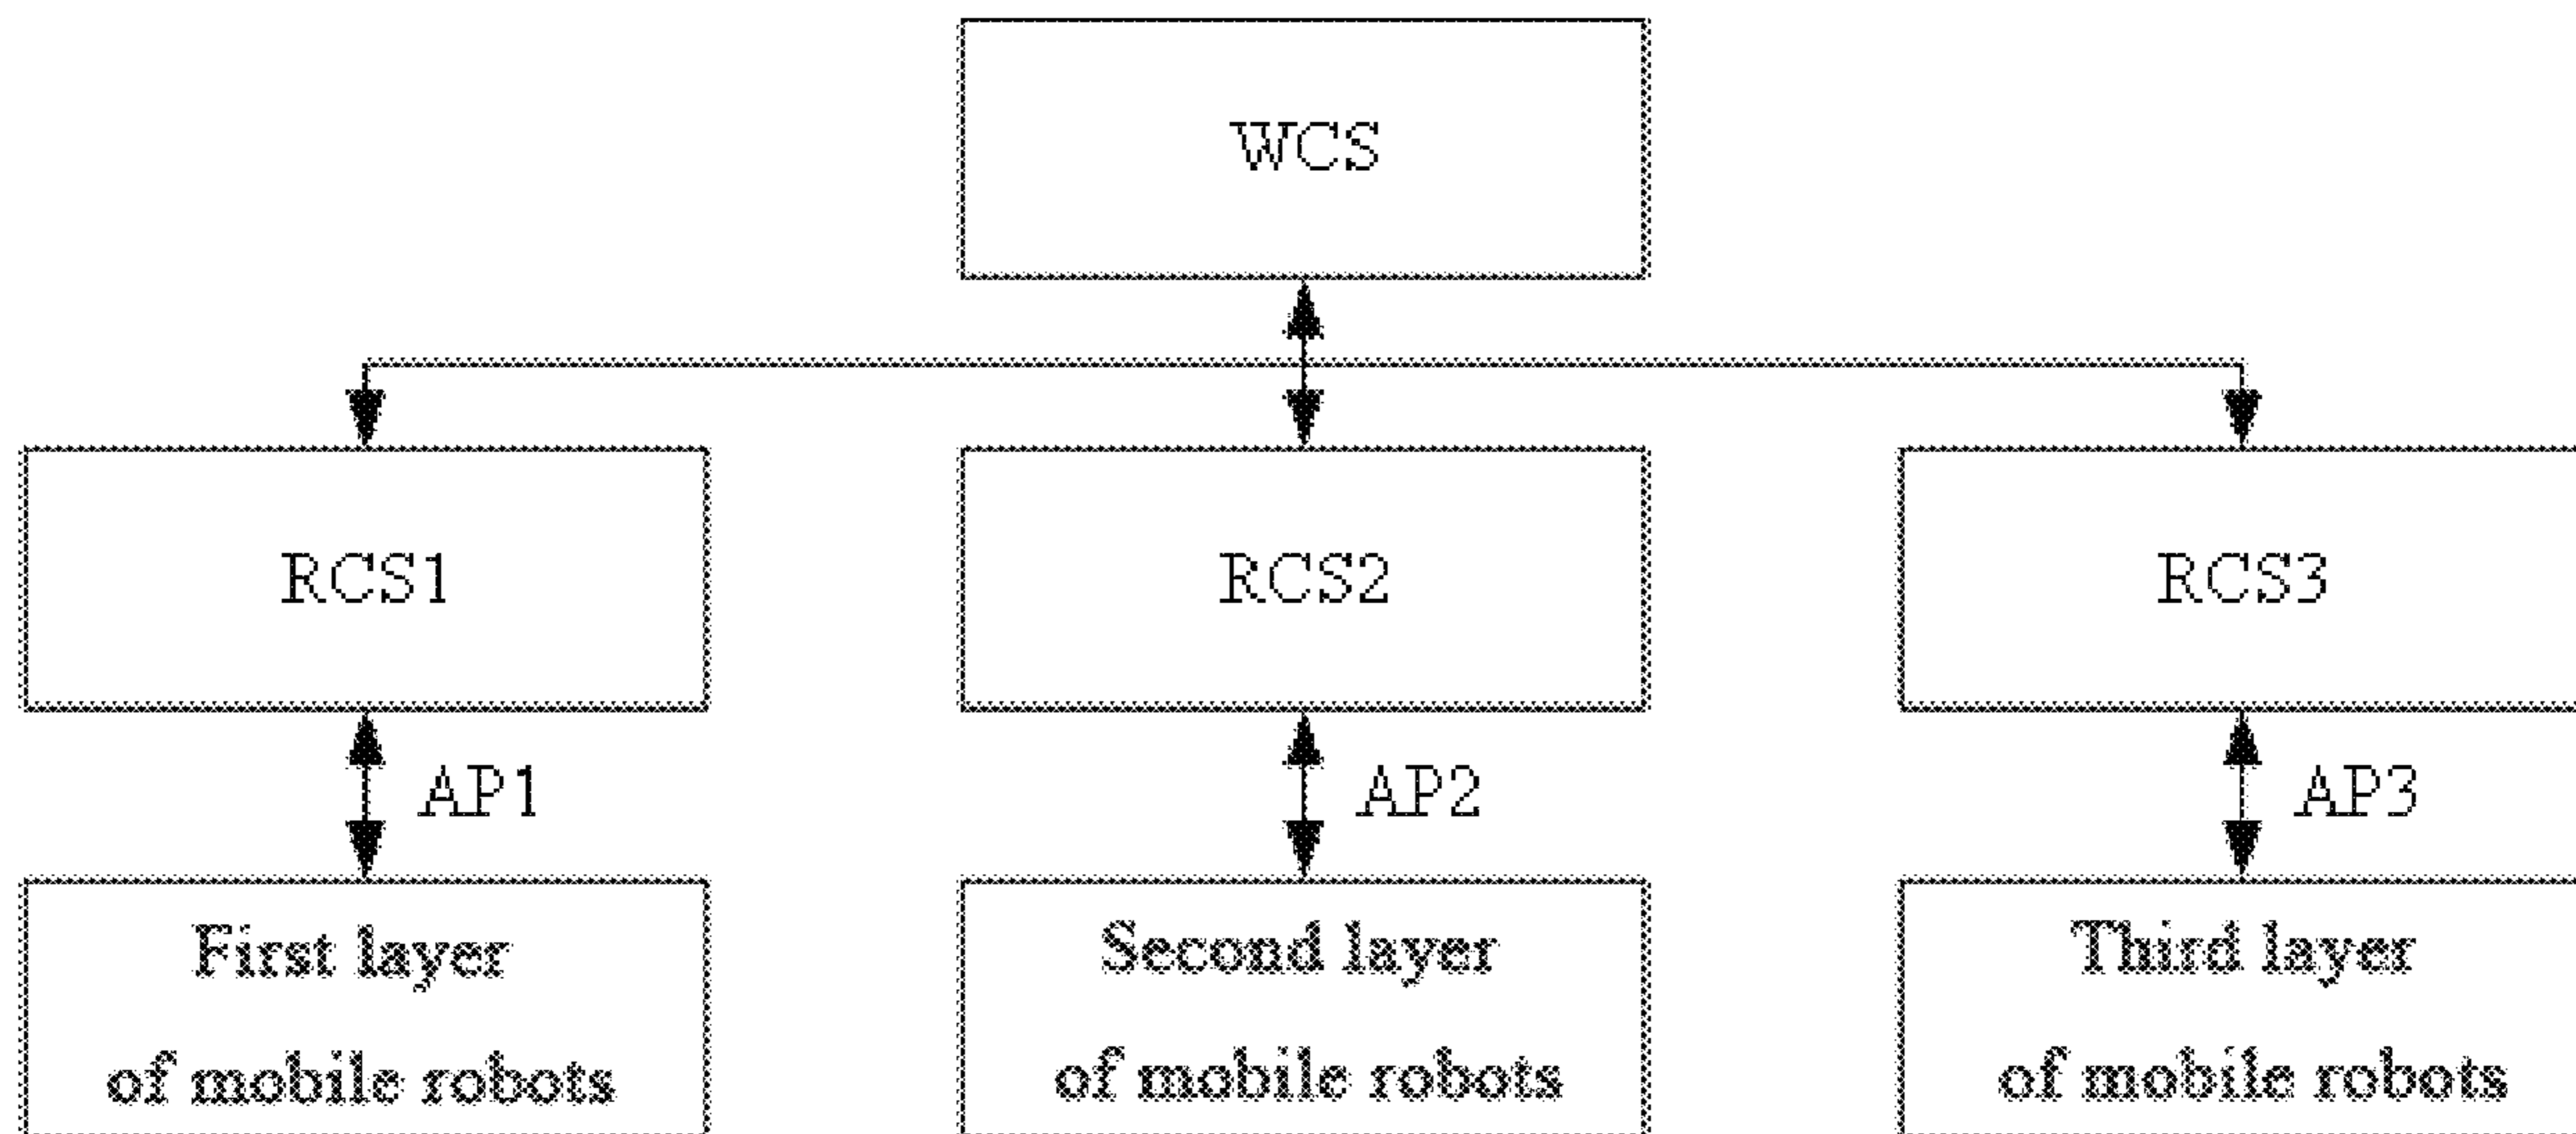 WCS
RCS1
RCS2
RCS3
AP1
AP2
AP3
First layer
of mobile robots
Second layer
of mobile robots
Third layer
of mobile robots